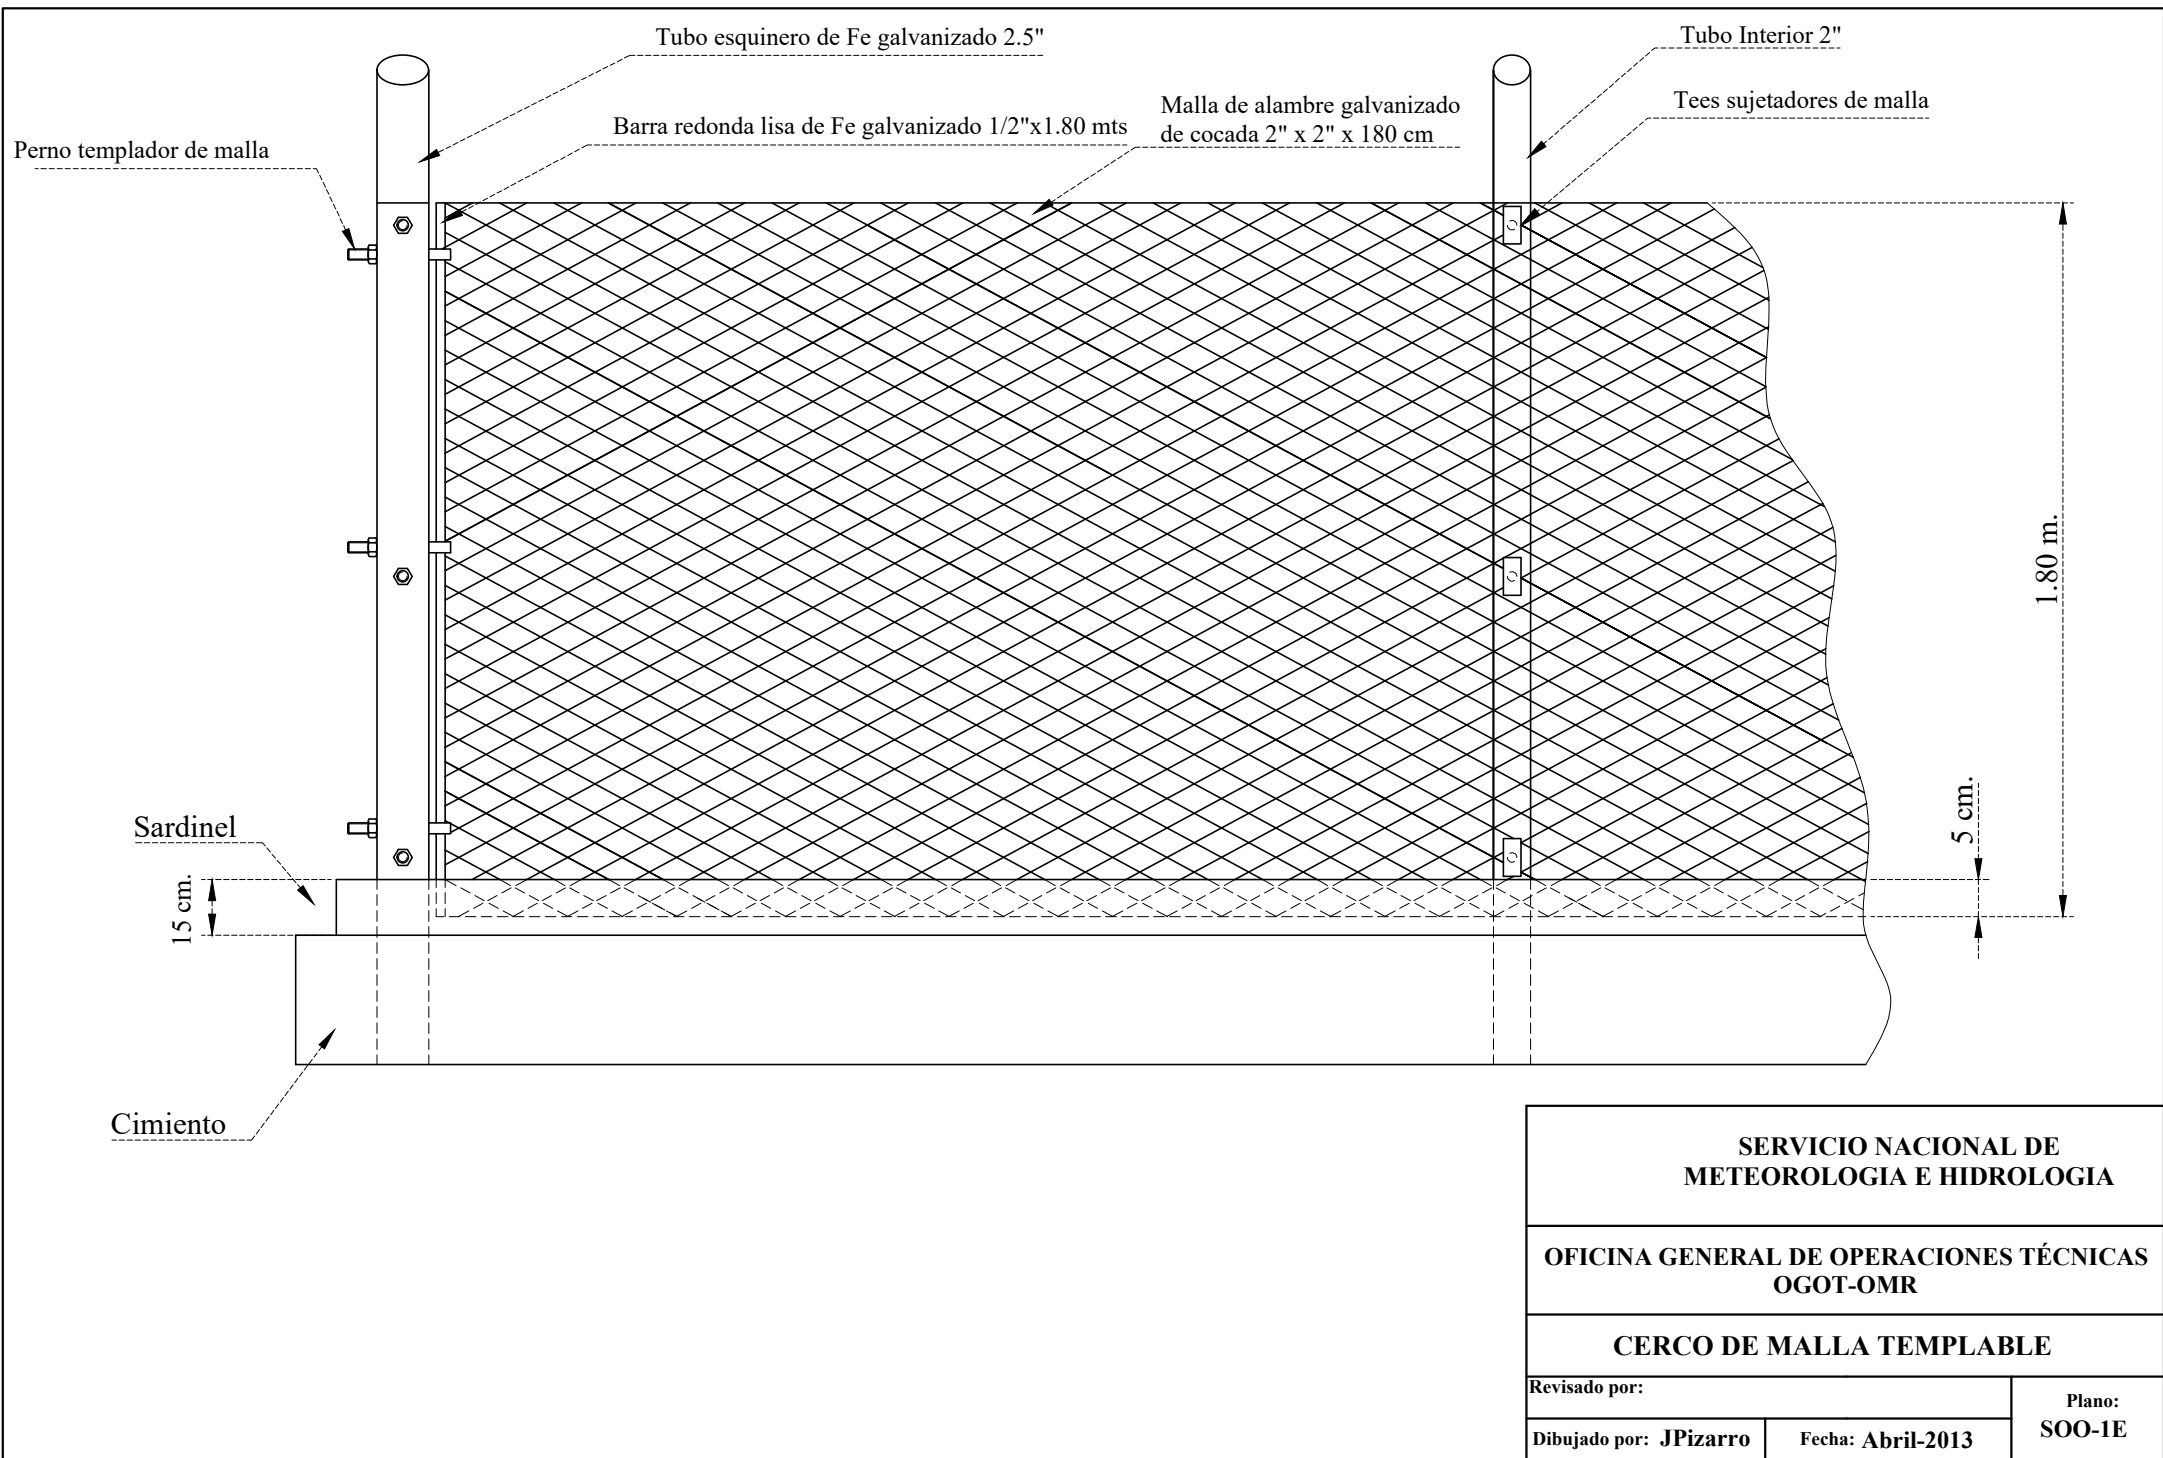 Tubo esquinero de Fe galvanizado 2.5"
Tubo Interior 2"
Barra redonda lisa de Fe galvanizado 1/2"x1.80 mts
Malla de alambre galvanizado
de cocada 2" x 2" x 180 cm
Tees sujetadores de malla
Perno templador de malla
1.80 m.
5 cm.
Sardinel
15 cm.
Cimiento
SERVICIO NACIONAL DE
METEOROLOGIA E HIDROLOGIA
OFICINA GENERAL DE OPERACIONES TÉCNICAS
OGOT-OMR
CERCO DE MALLA TEMPLABLE
Revisado por:
Plano:
SOO-1E
Dibujado por: JPizarro
Fecha: Abril-2013